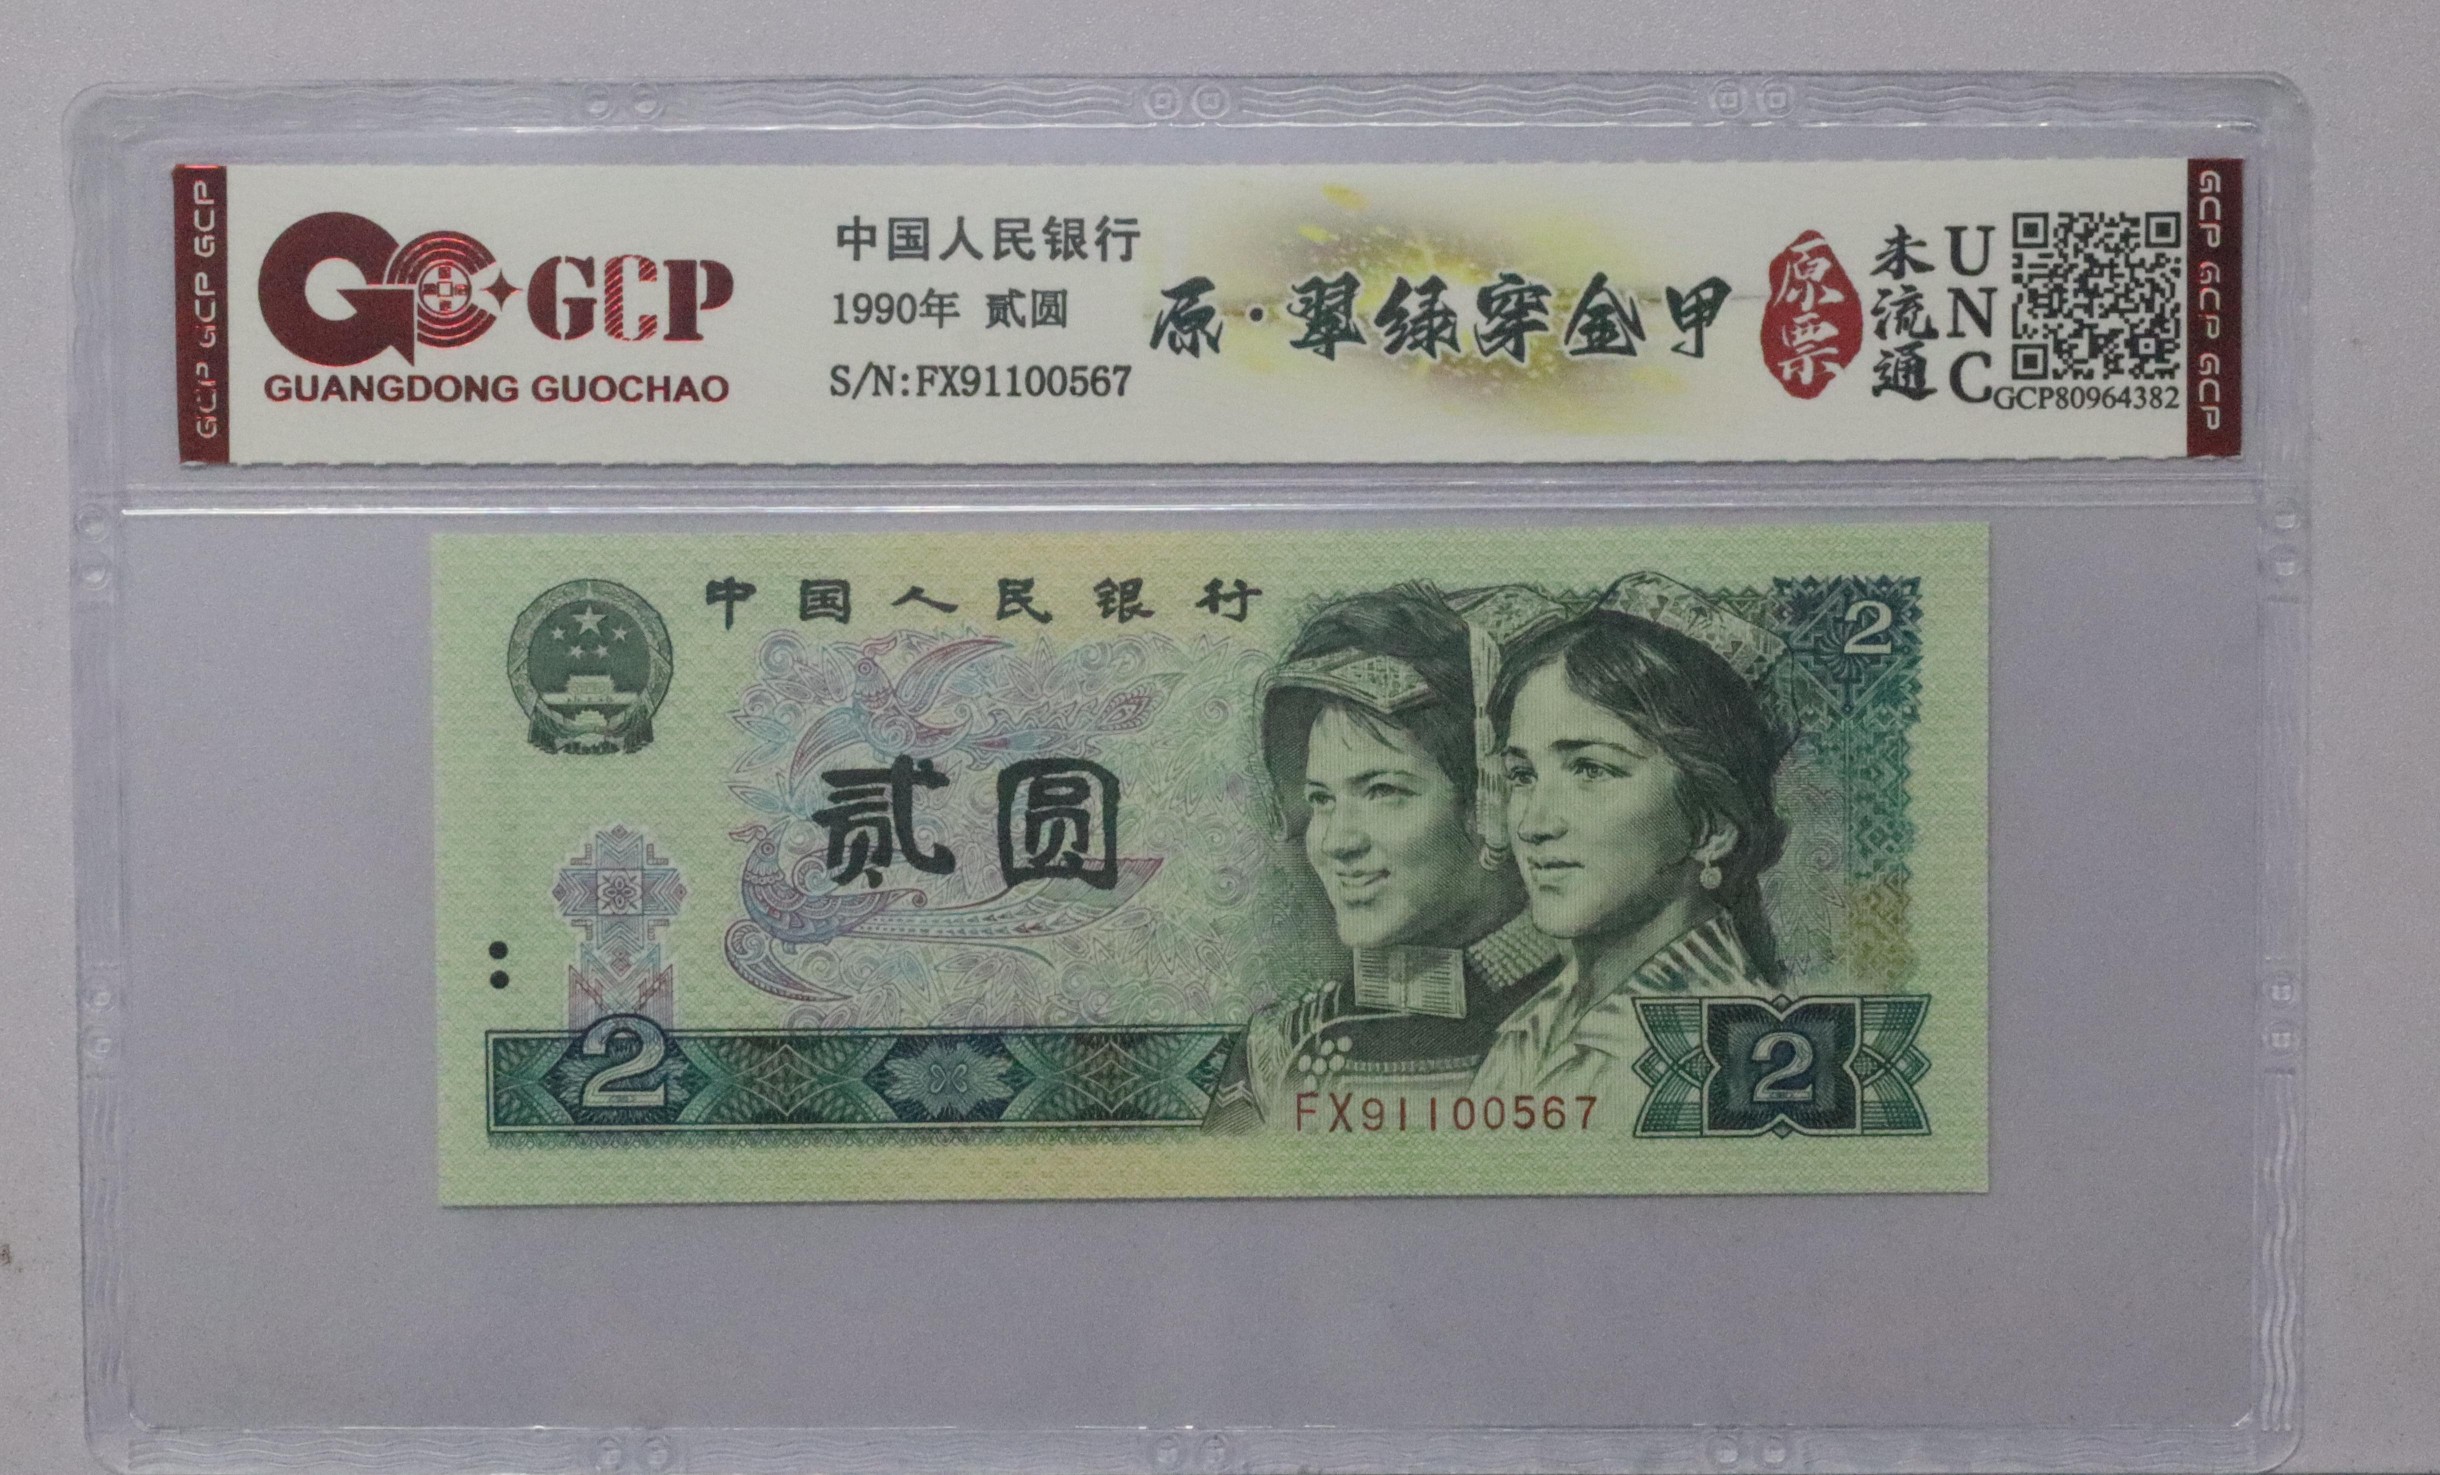 GCP GCP GCP
GCP
GUANGDONG GUOCHAO
中国人民银行
1990年 贰圆
S/N:FX91100567
原·翠绿穿金甲
原票
未流通
UNC
GCP80964382
GCP GCP GCP
中国人民银行
2
贰圆
2
FX91100567
2